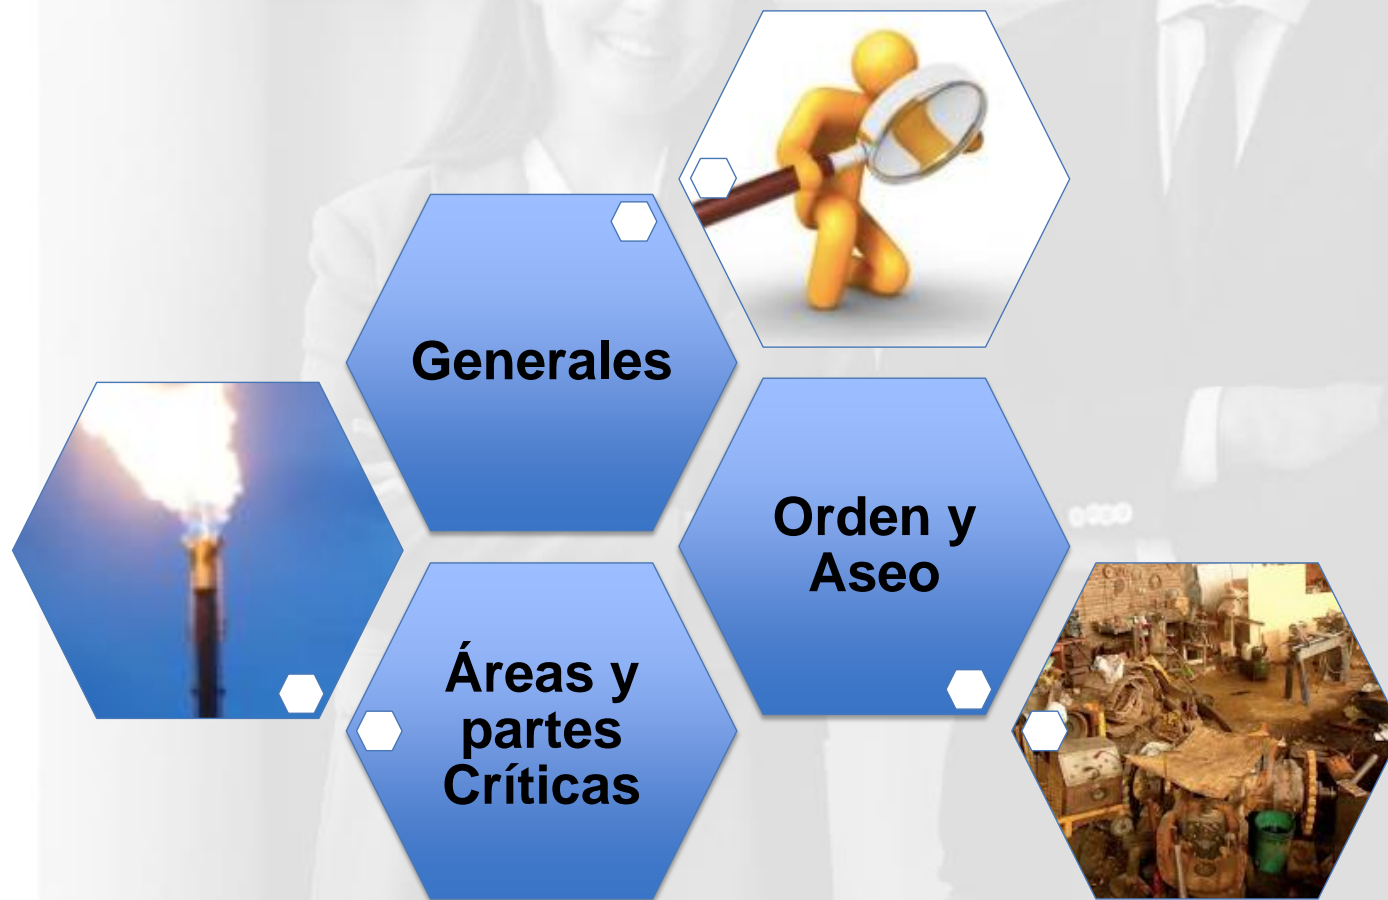 Generales
Orden y
Aseo
Áreas y
partes
Críticas